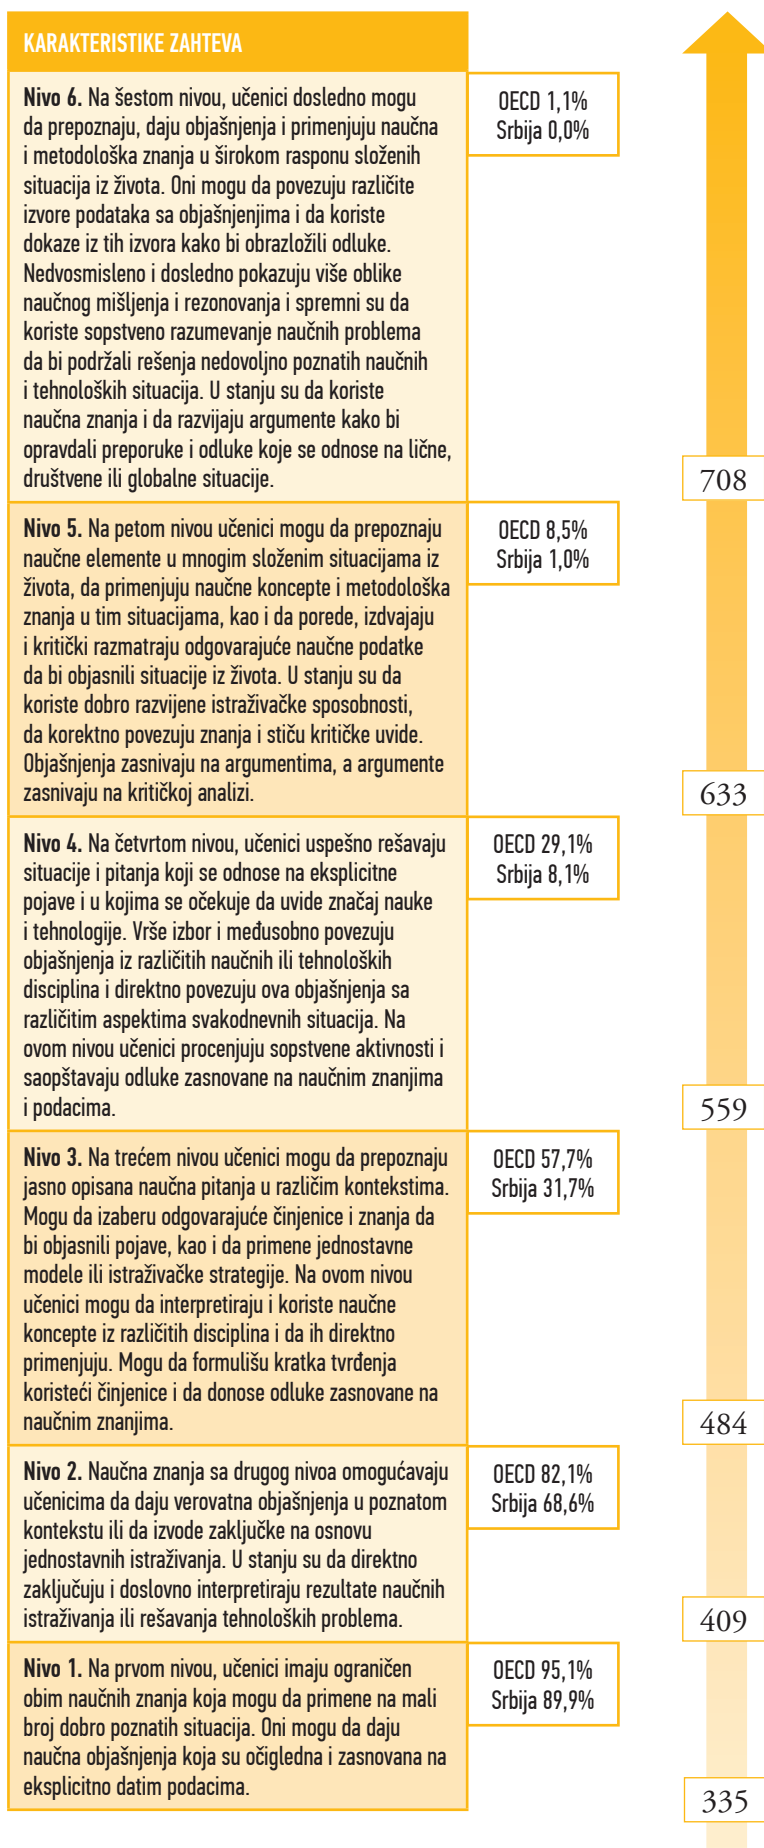 KARAKTERISTIKE ZAHTEVA
Nivo 6. Na šestom nivou, učenici dosledno mogu
da prepoznaju, daju objašnjenja i primenjuju naučna
i metodološka znanja u širokom rasponu složenih
situacija iz života. Oni mogu da povezuju različite
izvore podataka sa objašnjenjima i da koriste
dokaze iz tih izvora kako bi obrazložili odluke.
Nedvosmisleno i dosledno pokazuju više oblike
naučnog mišljenja i rezonovanja i spremni su da
koriste sopstveno razumevanje naučnih problema
da bi podržali rešenja nedovoljno poznatih naučnih
i tehnoloških situacija. U stanju su da koriste
naučna znanja i da razvijaju argumente kako bi
opravdali preporuke i odluke koje se odnose na lične,
društvene ili globalne situacije.
OECD 1,1%
Srbija 0,0%
708
Nivo 5. Na petom nivou učenici mogu da prepoznaju
naučne elemente u mnogim složenim situacijama iz
života, da primenjuju naučne koncepte i metodološka
znanja u tim situacijama, kao i da porede, izdvajaju
i kritički razmatraju odgovarajuće naučne podatke
da bi objasnili situacije iz života. U stanju su da
koriste dobro razvijene istraživačke sposobnosti,
da korektno povezuju znanja i stiču kritičke uvide.
Objašnjenja zasnivaju na argumentima, a argumente
zasnivaju na kritičkoj analizi.
OECD 8,5%
Srbija 1,0%
633
Nivo 4. Na četvrtom nivou, učenici uspešno rešavaju
situacije i pitanja koji se odnose na eksplicitne
pojave i u kojima se očekuje da uvide značaj nauke
i tehnologije. Vrše izbor i međusobno povezuju
objašnjenja iz različitih naučnih ili tehnoloških
disciplina i direktno povezuju ova objašnjenja sa
različitim aspektima svakodnevnih situacija. Na
ovom nivou učenici procenjuju sopstvene aktivnosti i
saopštavaju odluke zasnovane na naučnim znanjima
i podacima.
OECD 29,1%
Srbija 8,1%
559
Nivo 3. Na trećem nivou učenici mogu da prepoznaju
jasno opisana naučna pitanja u različim kontekstima.
Mogu da izaberu odgovarajuće činjenice i znanja da
bi objasnili pojave, kao i da primene jednostavne
modele ili istraživačke strategije. Na ovom nivou
učenici mogu da interpretiraju i koriste naučne
koncepte iz različitih disciplina i da ih direktno
primenjuju. Mogu da formulišu kratka tvrđenja
koristeći činjenice i da donose odluke zasnovane na
naučnim znanjima.
OECD 57,7%
Srbija 31,7%
484
Nivo 2. Naučna znanja sa drugog nivoa omogućavaju
učenicima da daju verovatna objašnjenja u poznatom
kontekstu ili da izvode zaključke na osnovu
jednostavnih istraživanja. U stanju su da direktno
zaključuju i doslovno interpretiraju rezultate naučnih
istraživanja ili rešavanja tehnoloških problema.
OECD 82,1%
Srbija 68,6%
409
Nivo 1. Na prvom nivou, učenici imaju ograničen
obim naučnih znanja koja mogu da primene na mali
broj dobro poznatih situacija. Oni mogu da daju
naučna objašnjenja koja su očigledna i zasnovana na
eksplicitno datim podacima.
OECD 95,1%
Srbija 89,9%
335